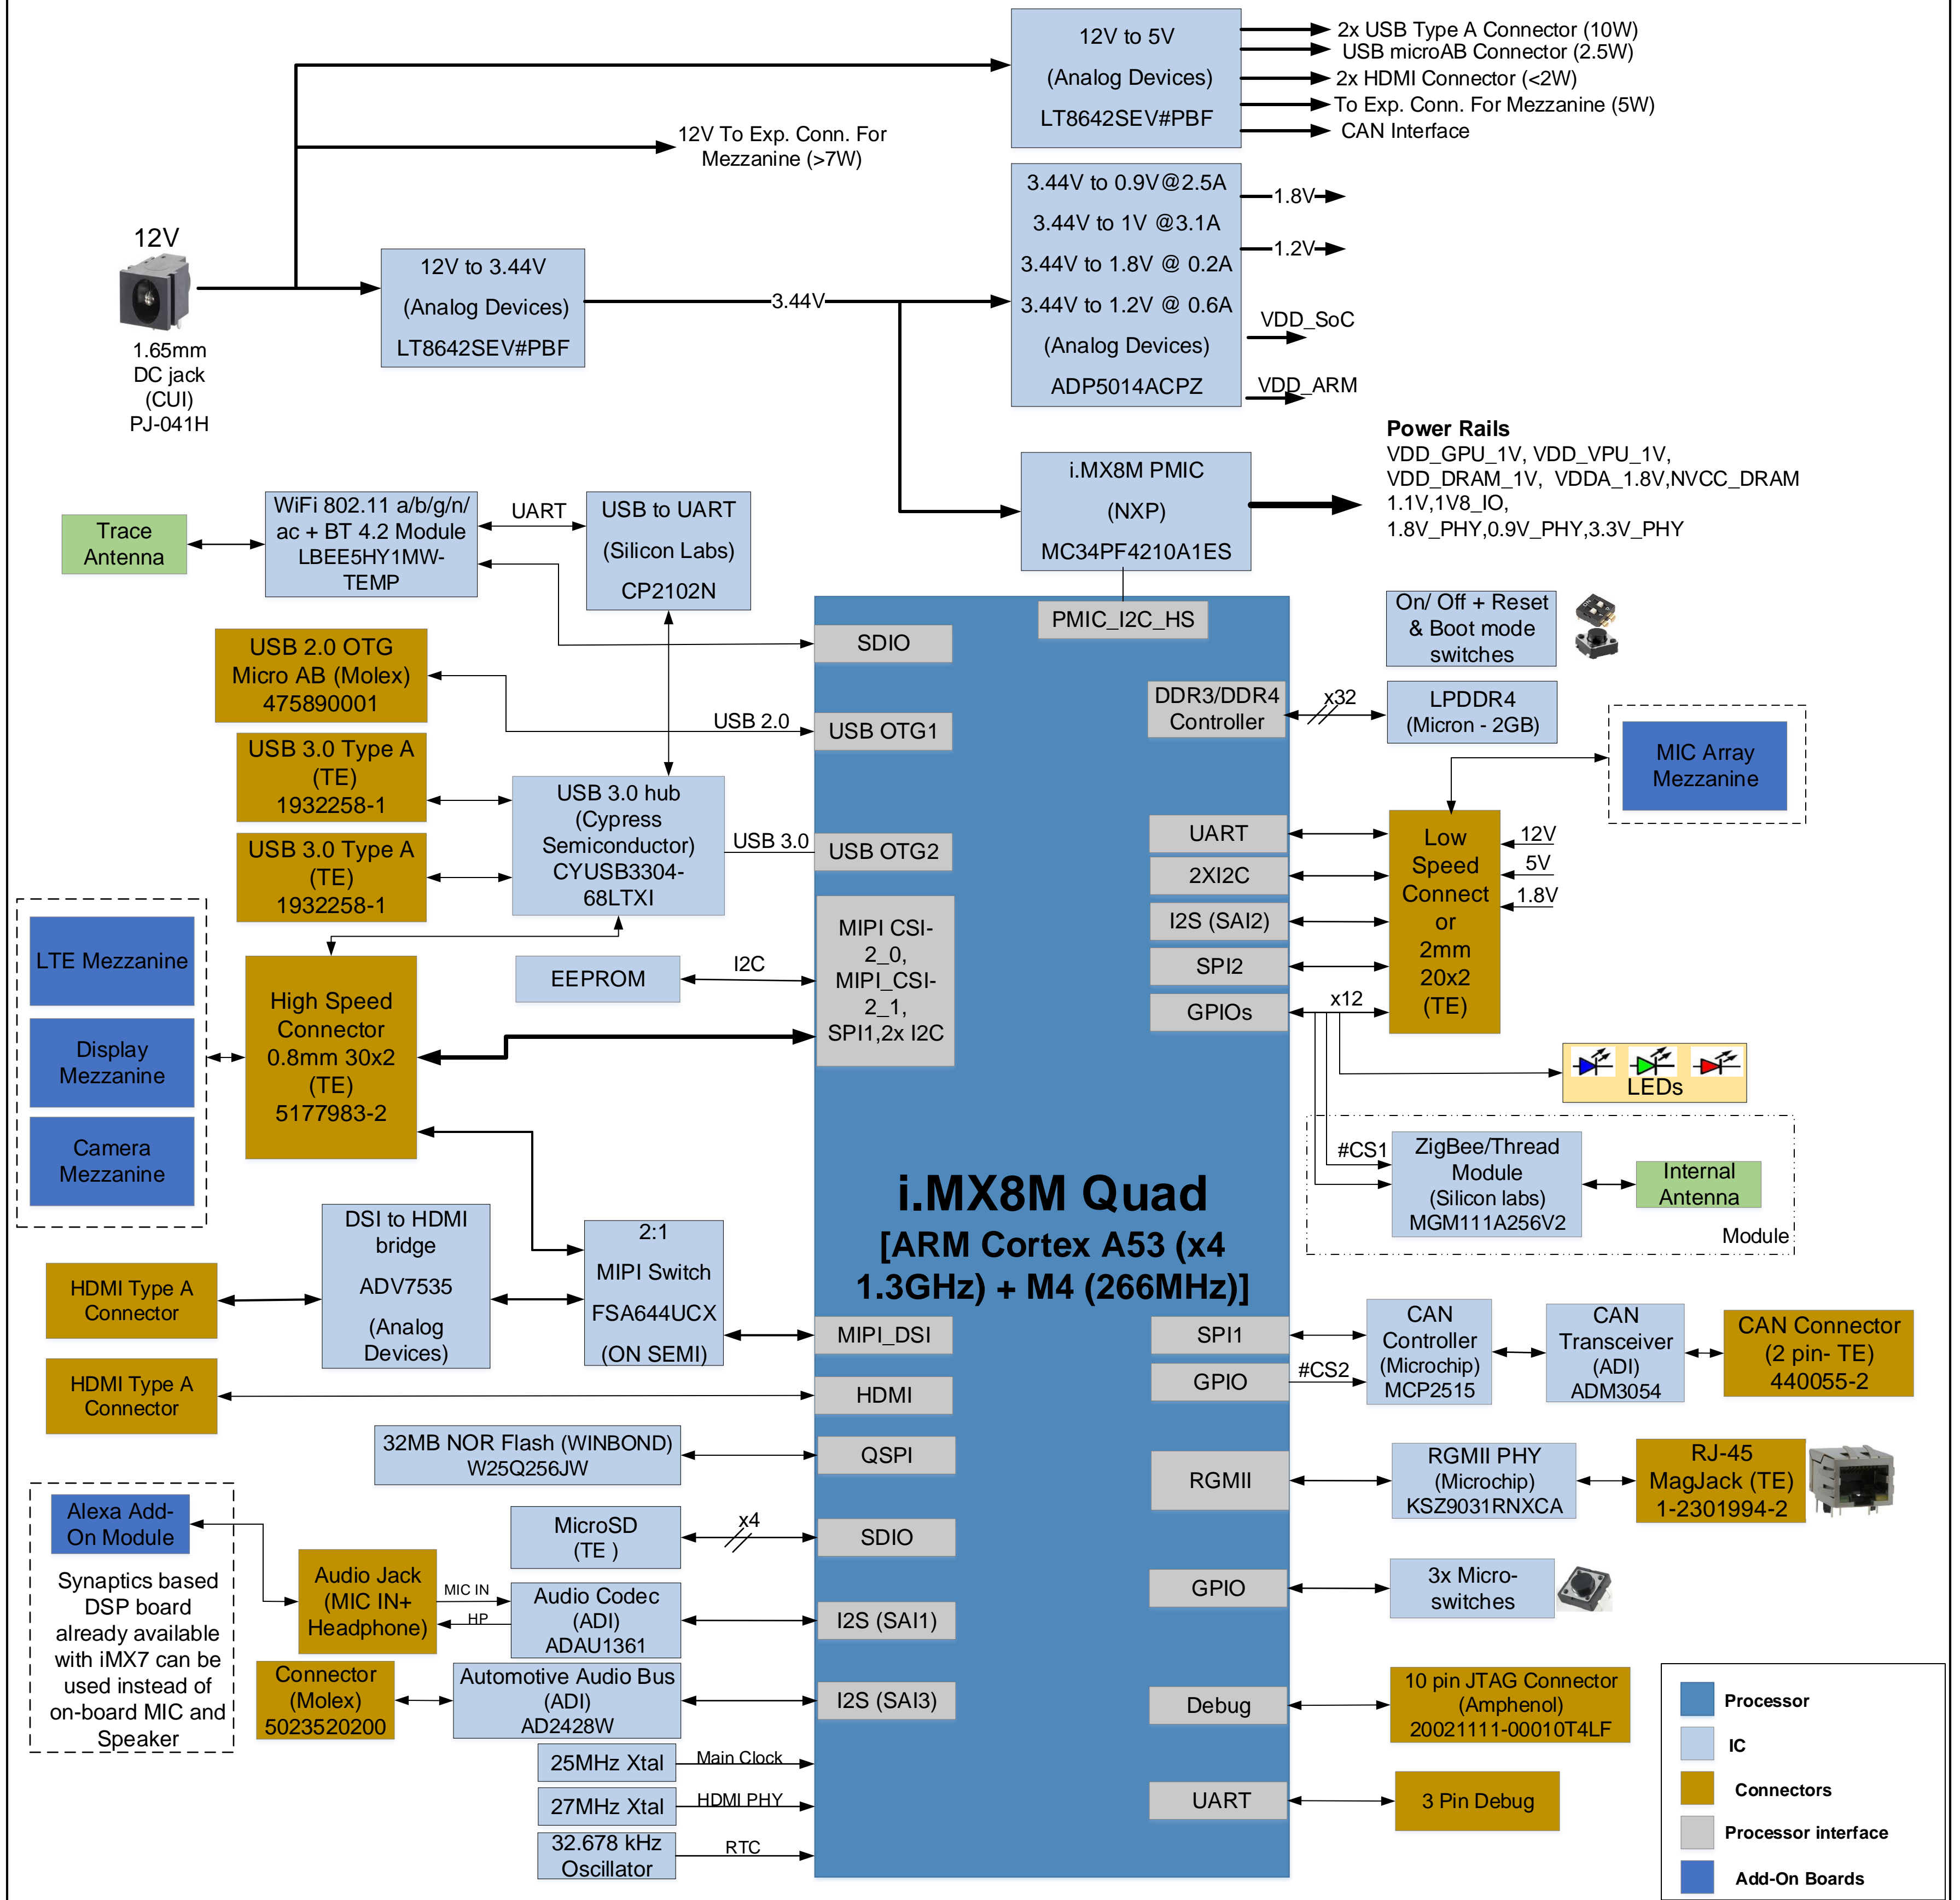 12V to 5V
(Analog Devices)
LT8642SEV#PBF
2x USB Type A Connector (10W)
USB microAB Connector (2.5W)
2x HDMI Connector (<2W)
To Exp. Conn. For Mezzanine (5W)
CAN Interface
12V To Exp. Conn. For
Mezzanine (>7W)
3.44V to 0.9V@2.5A
3.44V to 1V @3.1A
3.44V to 1.8V @ 0.2A
3.44V to 1.2V @ 0.6A
(Analog Devices)
ADP5014ACPZ
1.8V
1.2V
VDD_SoC
VDD_ARM
12V
1.65mm
DC jack
(CUI)
PJ-041H
12V to 3.44V
(Analog Devices)
LT8642SEV#PBF
3.44V
i.MX8M PMIC
(NXP)
MC34PF4210A1ES
Power Rails
VDD_GPU_1V, VDD_VPU_1V,
VDD_DRAM_1V, VDDA_1.8V,NVCC_DRAM
1.1V,1V8_IO,
1.8V_PHY,0.9V_PHY,3.3V_PHY
Trace
Antenna
WiFi 802.11 a/b/g/n/
ac + BT 4.2 Module
LBEE5HY1MW-
TEMP
UART
USB to UART
(Silicon Labs)
CP2102N
USB 2.0 OTG
Micro AB (Molex)
475890001
USB 3.0 Type A
(TE)
1932258-1
USB 3.0 Type A
(TE)
1932258-1
USB 2.0
USB 3.0 hub
(Cypress
Semiconductor)
CYUSB3304-
68LTXI
USB 3.0
LTE Mezzanine
Display
Mezzanine
Camera
Mezzanine
High Speed
Connector
0.8mm 30x2
(TE)
5177983-2
EEPROM
I2C
DSI to HDMI
bridge
ADV7535
(Analog
Devices)
2:1
MIPI Switch
FSA644UCX
(ON SEMI)
HDMI Type A
Connector
HDMI Type A
Connector
32MB NOR Flash (WINBOND)
W25Q256JW
MicroSD
(TE )
x4
Alexa Add-
On Module
Synaptics based
DSP board
already available
with iMX7 can be
used instead of
on-board MIC and
Speaker
Audio Jack
(MIC IN+
Headphone)
MIC IN
HP
Audio Codec
(ADI)
ADAU1361
Connector
(Molex)
5023520200
Automotive Audio Bus
(ADI)
AD2428W
25MHz Xtal
Main Clock
27MHz Xtal
HDMI PHY
32.678 kHz
Oscillator
RTC
PMIC_I2C_HS
SDIO
USB OTG1
USB OTG2
MIPI CSI-
2_0,
MIPI_CSI-
2_1,
SPI1,2x I2C
i.MX8M Quad
[ARM Cortex A53 (x4
1.3GHz) + M4 (266MHz)]
MIPI_DSI
HDMI
QSPI
SDIO
I2S (SAI1)
I2S (SAI3)
DDR3/DDR4
Controller
UART
2XI2C
I2S (SAI2)
SPI2
GPIOs
SPI1
GPIO
RGMII
GPIO
Debug
UART
On/ Off + Reset
& Boot mode
switches
x32
LPDDR4
(Micron - 2GB)
MIC Array
Mezzanine
Low
Speed
Connect
or
2mm
20x2
(TE)
12V
5V
1.8V
x12
LEDs
#CS1
ZigBee/Thread
Module
(Silicon labs)
MGM111A256V2
Internal
Antenna
Module
#CS2
CAN
Controller
(Microchip)
MCP2515
CAN
Transceiver
(ADI)
ADM3054
CAN Connector
(2 pin- TE)
440055-2
RGMII PHY
(Microchip)
KSZ9031RNXCA
RJ-45
MagJack (TE)
1-2301994-2
3x Micro-
switches
10 pin JTAG Connector
(Amphenol)
20021111-00010T4LF
3 Pin Debug
Processor
IC
Connectors
Processor interface
Add-On Boards